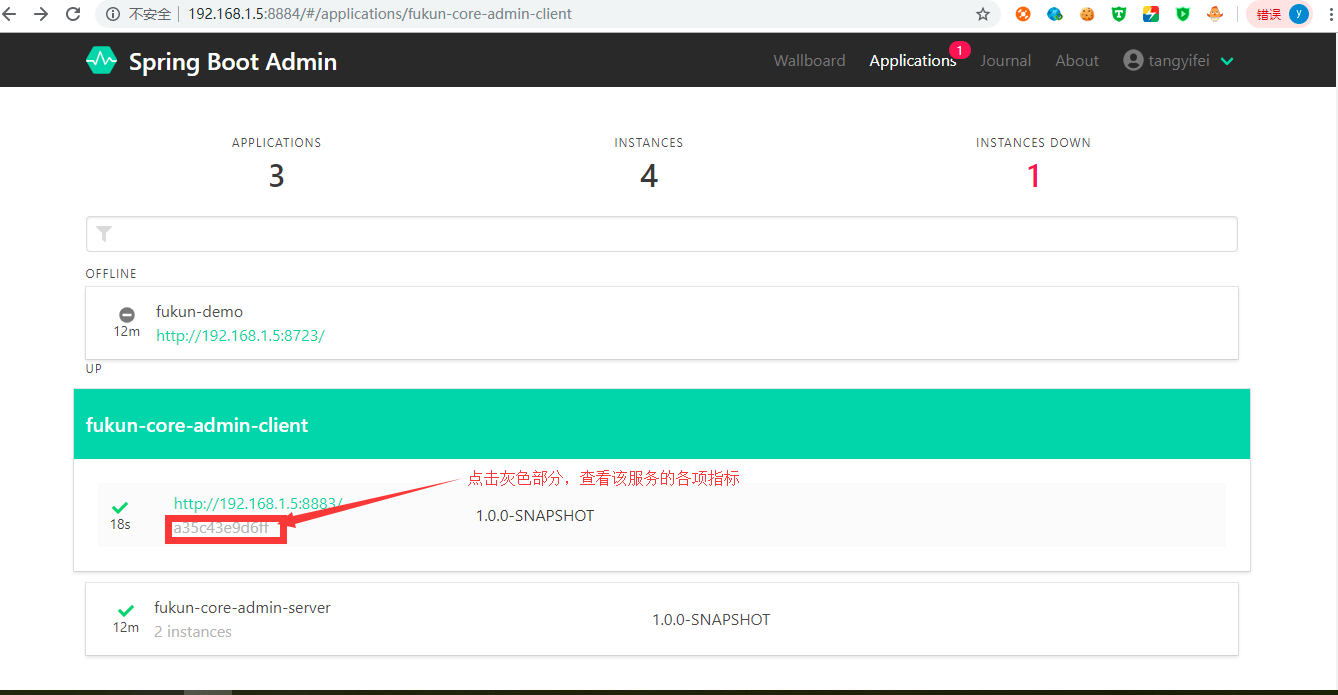 不安全 192.168.1.5:8884/#/applications/fukun-core-admin-client 错误 y
Spring Boot Admin Wallboard Applications 1 Journal About tangyifei
APPLICATIONS INSTANCES INSTANCES DOWN
3 4 1
OFFLINE
fukun-demo
12m http://192.168.1.5:8723/
UP
fukun-core-admin-client
点击灰色部分，查看该服务的各项指标
http://192.168.1.5:8883/
18s a35c43e9d6ff 1.0.0-SNAPSHOT
fukun-core-admin-server
12m 2 instances 1.0.0-SNAPSHOT